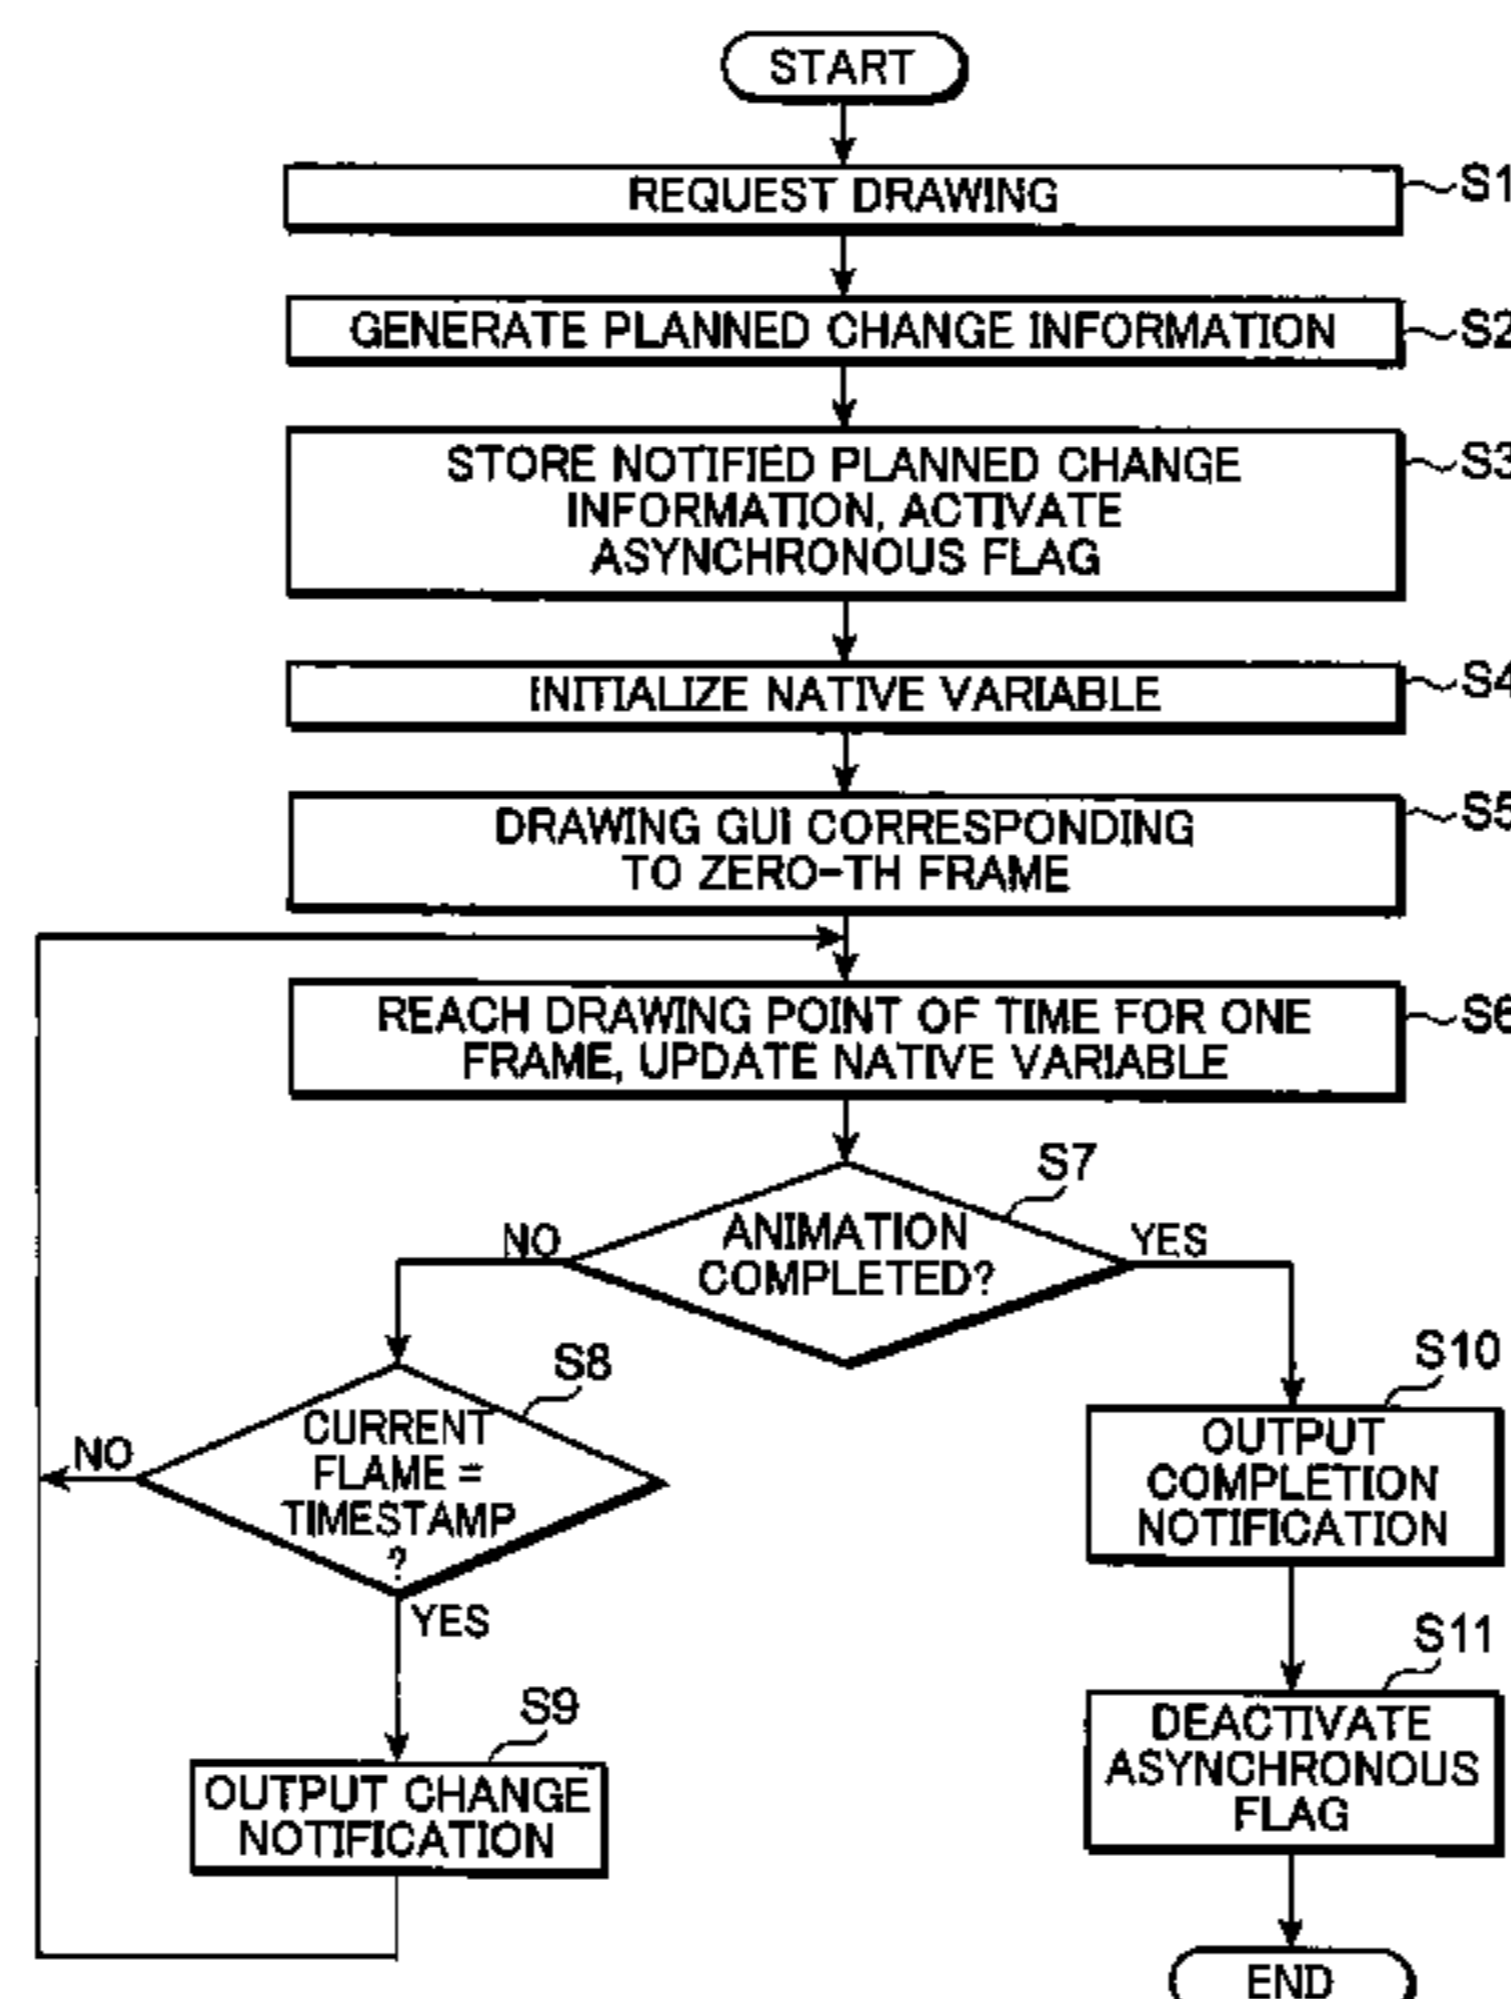 START
REQUEST DRAWING
S1
GENERATE PLANNED CHANGE INFORMATION
S2
STORE NOTIFIED PLANNED CHANGE
INFORMATION, ACTIVATE
ASYNCHRONOUS FLAG
S3
INITIALIZE NATIVE VARIABLE
S4
DRAWING GUI CORRESPONDING
TO ZERO-TH FRAME
S5
REACH DRAWING POINT OF TIME FOR ONE
FRAME, UPDATE NATIVE VARIABLE
S6
S7
ANIMATION
COMPLETED?
NO
YES
S8
CURRENT
FLAME =
TIMESTAMP
?
NO
YES
S9
OUTPUT CHANGE
NOTIFICATION
S10
OUTPUT
COMPLETION
NOTIFICATION
S11
DEACTIVATE
ASYNCHRONOUS
FLAG
END